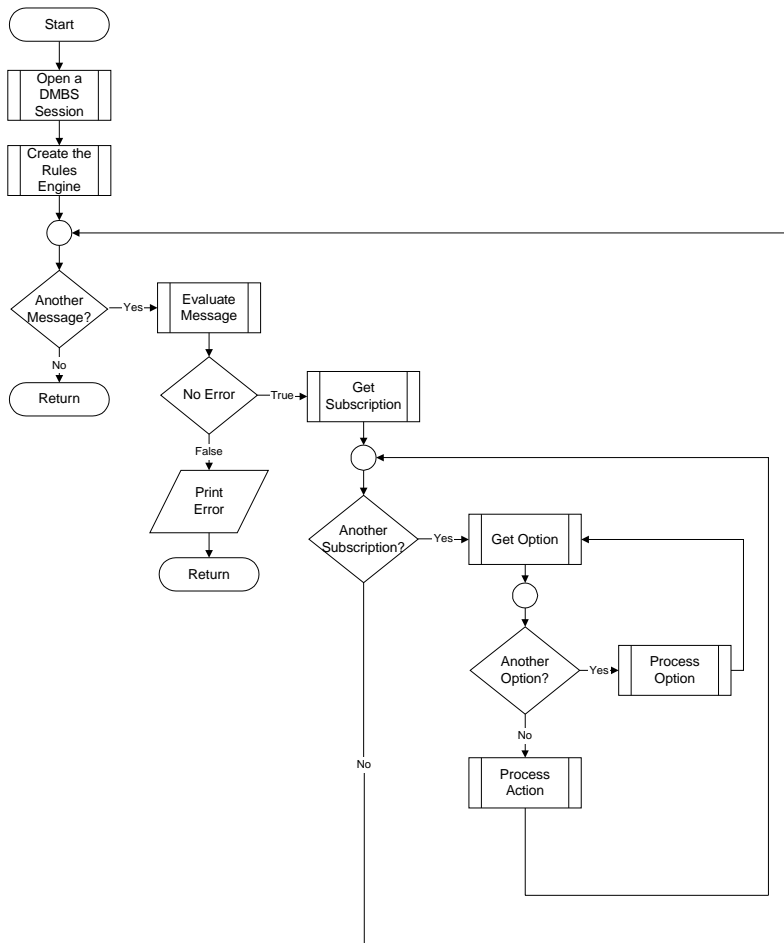 Start
Open a
DMBS
Session
Create the
Rules
Engine
Another
Message?
Yes
Evaluate
Message
No
Return
No Error
True
Get
Subscription
False
Print
Error
Return
Another
Subscription?
Yes
Get Option
Another
Option?
Yes
Process
Option
No
Process
Action
No